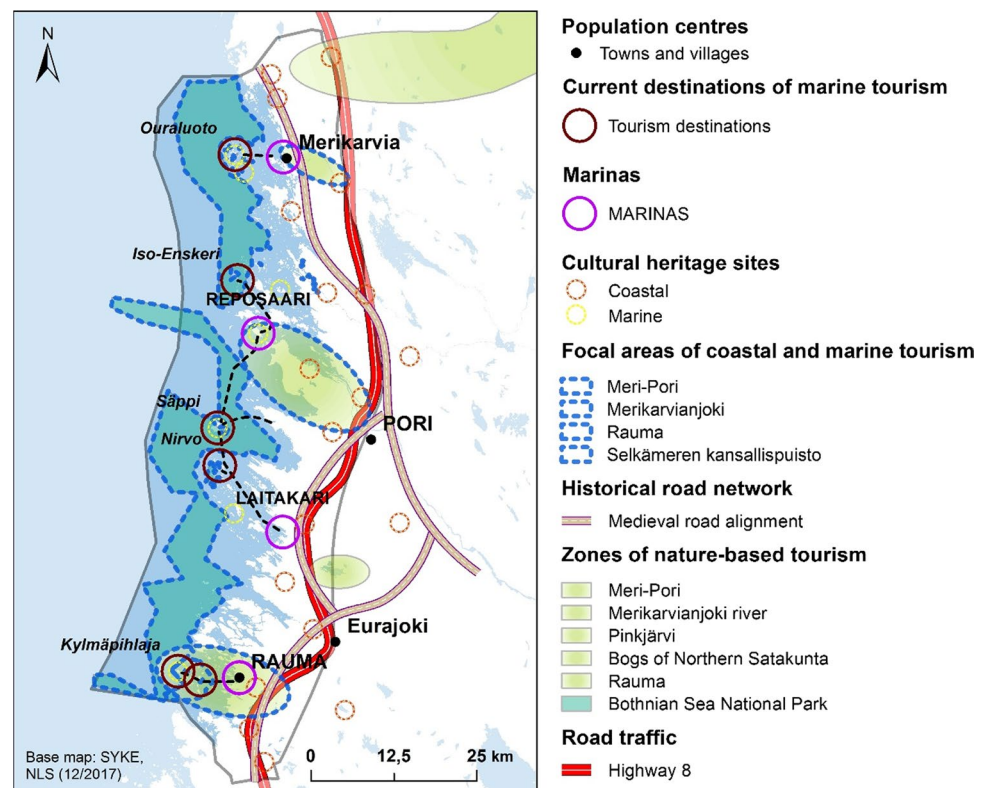 N
Ouraluoto
Merikarvia
Iso-Enskeri
REPOSAARI
Säppi
Nirvo
PORI
LAITAKARI
Eurajoki
Kylmäpihlaja
RAUMA
Base map: SYKE,
NLS (12/2017)
0 12,5 25 km
Population centres
Towns and villages
Current destinations of marine tourism
Tourism destinations
Marinas
MARINAS
Cultural heritage sites
Coastal
Marine
Focal areas of coastal and marine tourism
Meri-Pori
Merikarvianjoki
Rauma
Selkämeren kansallispuisto
Historical road network
Medieval road alignment
Zones of nature-based tourism
Meri-Pori
Merikarvianjoki river
Pinkjärvi
Bogs of Northern Satakunta
Rauma
Bothnian Sea National Park
Road traffic
Highway 8